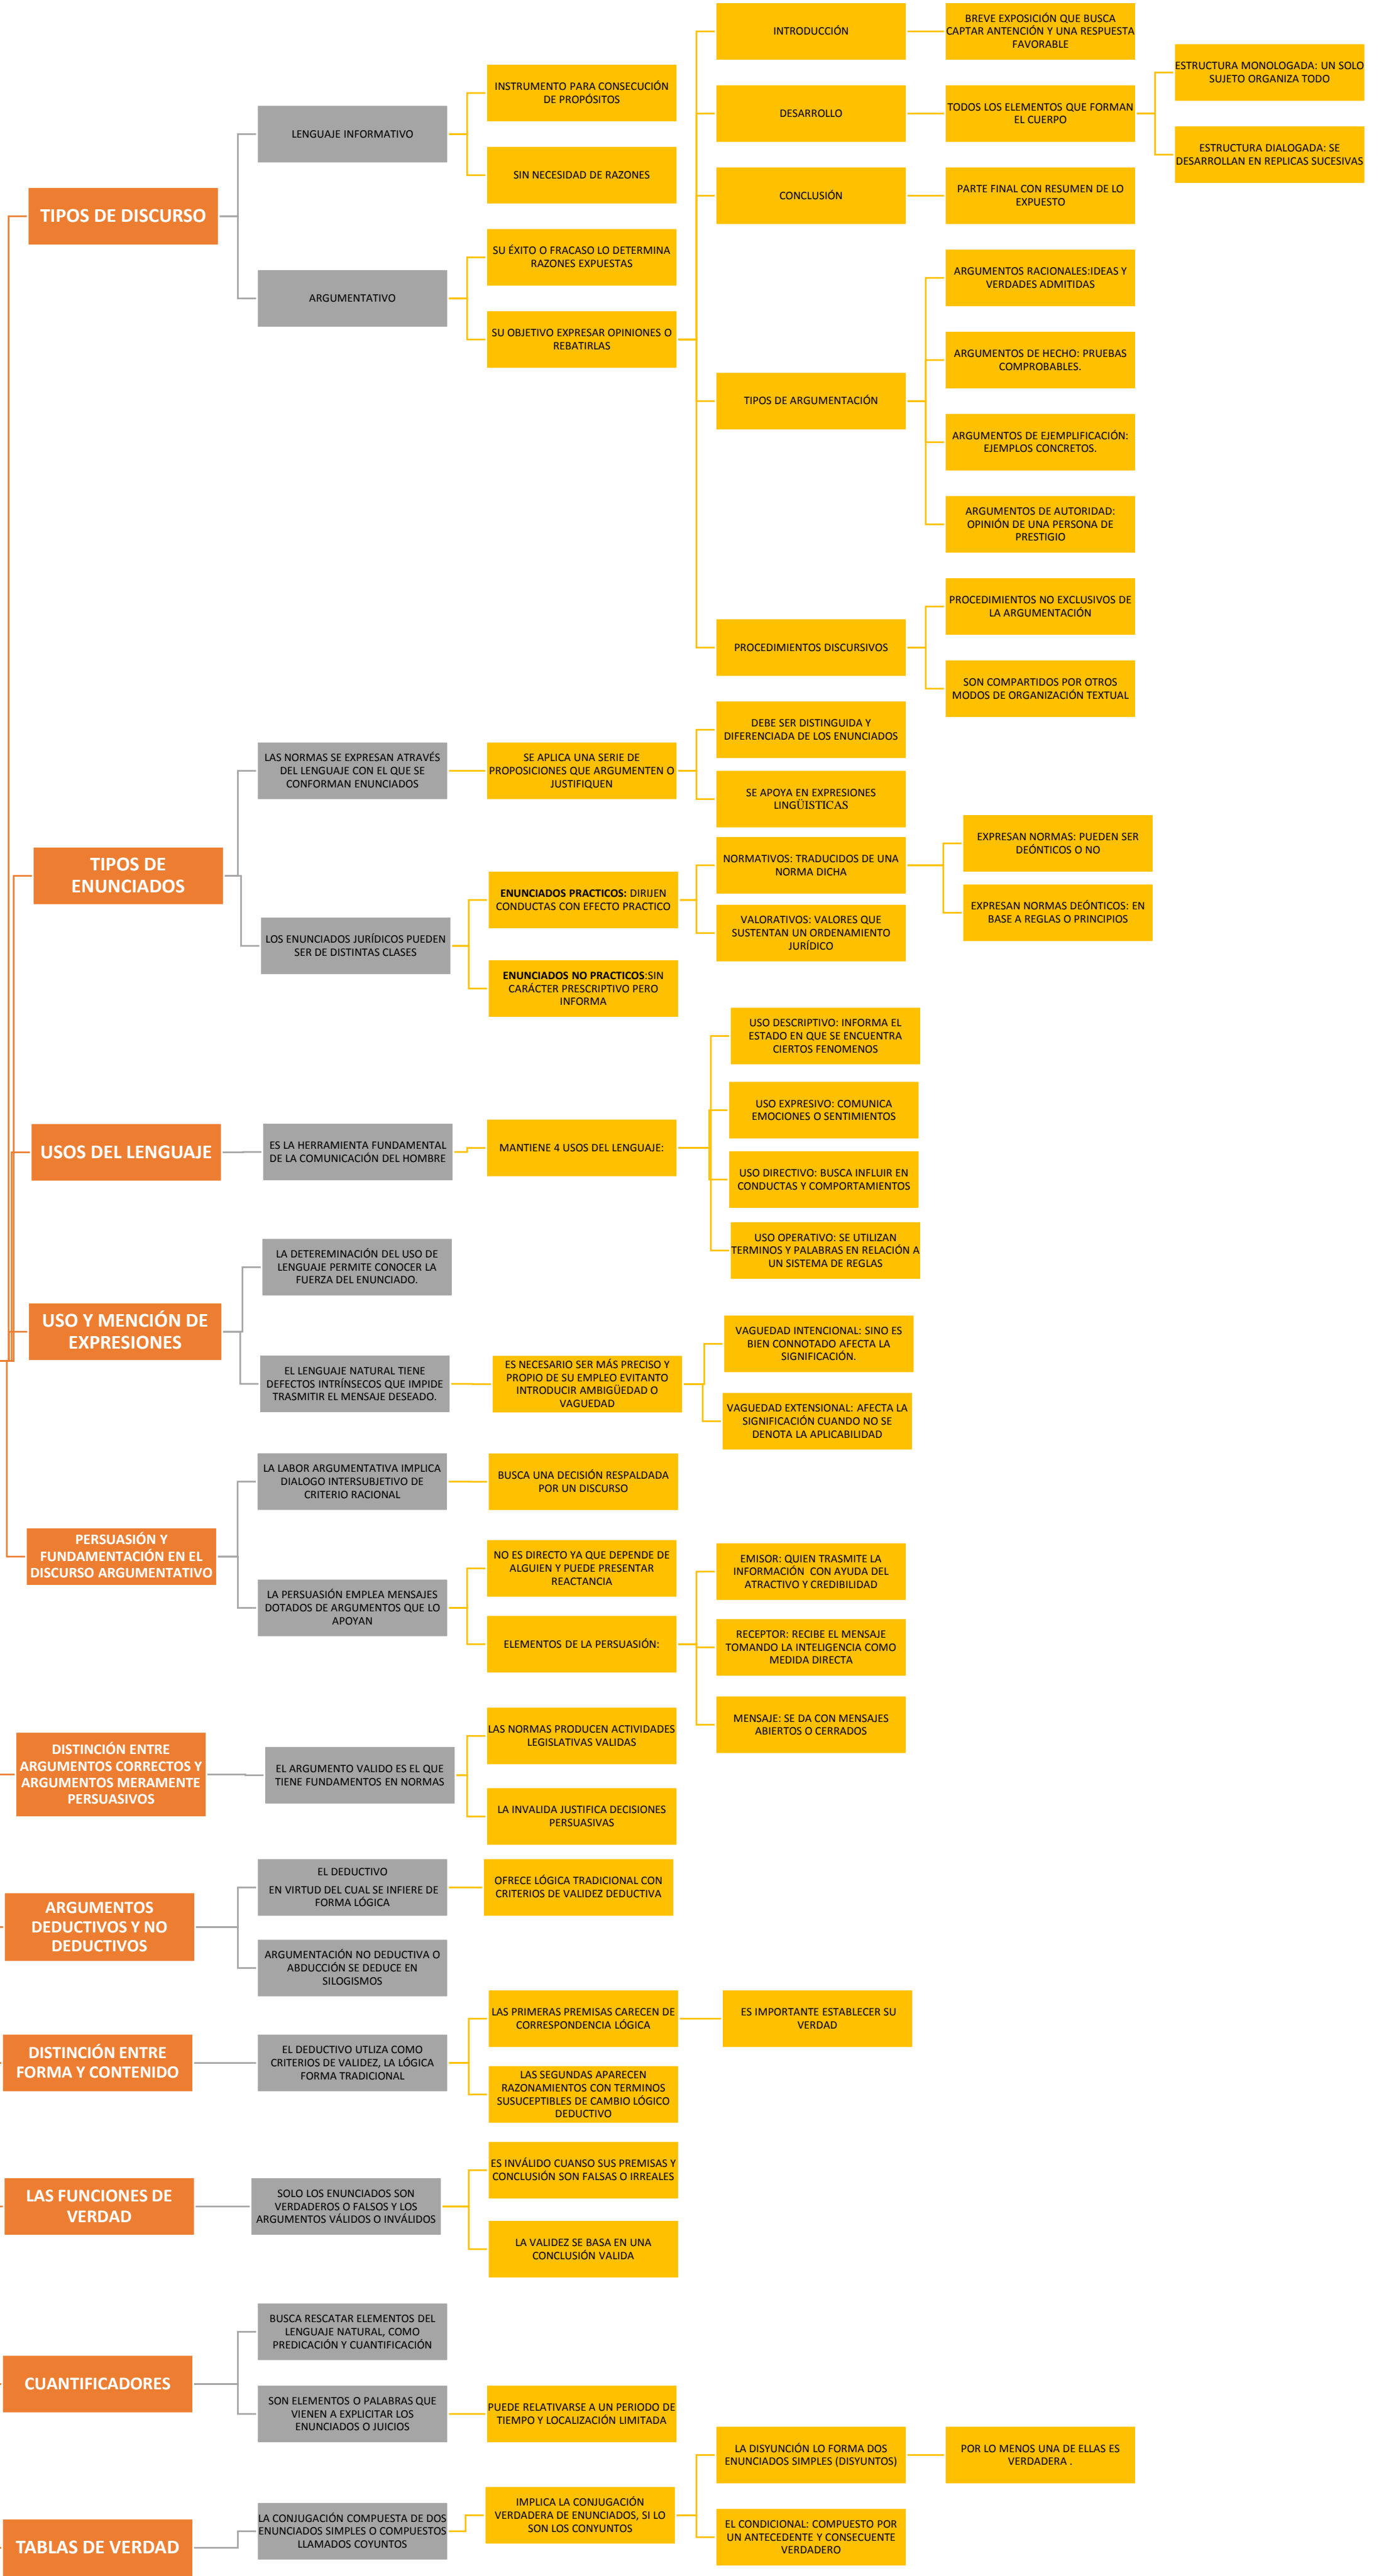 TIPOS DE DISCURSO
LENGUAJE INFORMATIVO
INSTRUMENTO PARA CONSECUCIÓN
DE PROPÓSITOS
SIN NECESIDAD DE RAZONES
ARGUMENTATIVO
SU ÉXITO O FRACASO LO DETERMINA
RAZONES EXPUESTAS
SU OBJETIVO EXPRESAR OPINIONES O
REBATIRLAS
INTRODUCCIÓN
BREVE EXPOSICIÓN QUE BUSCA
CAPTAR ANTENCIÓN Y UNA RESPUESTA
FAVORABLE
DESARROLLO
TODOS LOS ELEMENTOS QUE FORMAN
EL CUERPO
ESTRUCTURA MONOLOGADA: UN SOLO
SUJETO ORGANIZA TODO
ESTRUCTURA DIALOGADA: SE
DESARROLLAN EN REPLICAS SUCESIVAS
CONCLUSIÓN
PARTE FINAL CON RESUMEN DE LO
EXPUESTO
TIPOS DE ARGUMENTACIÓN
ARGUMENTOS RACIONALES:IDEAS Y
VERDADES ADMITIDAS
ARGUMENTOS DE HECHO: PRUEBAS
COMPROBABLES.
ARGUMENTOS DE EJEMPLIFICACIÓN:
EJEMPLOS CONCRETOS.
ARGUMENTOS DE AUTORIDAD:
OPINIÓN DE UNA PERSONA DE
PRESTIGIO
PROCEDIMIENTOS DISCURSIVOS
PROCEDIMIENTOS NO EXCLUSIVOS DE
LA ARGUMENTACIÓN
SON COMPARTIDOS POR OTROS
MODOS DE ORGANIZACIÓN TEXTUAL
TIPOS DE
ENUNCIADOS
LAS NORMAS SE EXPRESAN ATRAVÉS
DEL LENGUAJE CON EL QUE SE
CONFORMAN ENUNCIADOS
SE APLICA UNA SERIE DE
PROPOSICIONES QUE ARGUMENTEN O
JUSTIFIQUEN
DEBE SER DISTINGUIDA Y
DIFERENCIADA DE LOS ENUNCIADOS
SE APOYA EN EXPRESIONES
LINGÜISTICAS
LOS ENUNCIADOS JURÍDICOS PUEDEN
SER DE DISTINTAS CLASES
ENUNCIADOS PRACTICOS: DIRIJEN
CONDUCTAS CON EFECTO PRACTICO
NORMATIVOS: TRADUCIDOS DE UNA
NORMA DICHA
EXPRESAN NORMAS: PUEDEN SER
DEÓNTICOS O NO
EXPRESAN NORMAS DEÓNTICOS: EN
BASE A REGLAS O PRINCIPIOS
VALORATIVOS: VALORES QUE
SUSTENTAN UN ORDENAMIENTO
JURÍDICO
ENUNCIADOS NO PRACTICOS:SIN
CARÁCTER PRESCRIPTIVO PERO
INFORMA
USOS DEL LENGUAJE
ES LA HERRAMIENTA FUNDAMENTAL
DE LA COMUNICACIÓN DEL HOMBRE
MANTIENE 4 USOS DEL LENGUAJE:
USO DESCRIPTIVO: INFORMA EL
ESTADO EN QUE SE ENCUENTRA
CIERTOS FENOMENOS
USO EXPRESIVO: COMUNICA
EMOCIONES O SENTIMIENTOS
USO DIRECTIVO: BUSCA INFLUIR EN
CONDUCTAS Y COMPORTAMIENTOS
USO OPERATIVO: SE UTILIZAN
TERMINOS Y PALABRAS EN RELACIÓN A
UN SISTEMA DE REGLAS
USO Y MENCIÓN DE
EXPRESIONES
LA DETEREMINACIÓN DEL USO DE
LENGUAJE PERMITE CONOCER LA
FUERZA DEL ENUNCIADO.
EL LENGUAJE NATURAL TIENE
DEFECTOS INTRÍNSECOS QUE IMPIDE
TRASMITIR EL MENSAJE DESEADO.
ES NECESARIO SER MÁS PRECISO Y
PROPIO DE SU EMPLEO EVITANTO
INTRODUCIR AMBIGÜEDAD O
VAGUEDAD
VAGUEDAD INTENCIONAL: SINO ES
BIEN CONNOTADO AFECTA LA
SIGNIFICACIÓN.
VAGUEDAD EXTENSIONAL: AFECTA LA
SIGNIFICACIÓN CUANDO NO SE
DENOTA LA APLICABILIDAD
PERSUASIÓN Y
FUNDAMENTACIÓN EN EL
DISCURSO ARGUMENTATIVO
LA LABOR ARGUMENTATIVA IMPLICA
DIALOGO INTERSUBJETIVO DE
CRITERIO RACIONAL
BUSCA UNA DECISIÓN RESPALDADA
POR UN DISCURSO
LA PERSUASIÓN EMPLEA MENSAJES
DOTADOS DE ARGUMENTOS QUE LO
APOYAN
NO ES DIRECTO YA QUE DEPENDE DE
ALGUIEN Y PUEDE PRESENTAR
REACTANCIA
ELEMENTOS DE LA PERSUASIÓN:
EMISOR: QUIEN TRASMITE LA
INFORMACIÓN CON AYUDA DEL
ATRACTIVO Y CREDIBILIDAD
RECEPTOR: RECIBE EL MENSAJE
TOMANDO LA INTELIGENCIA COMO
MEDIDA DIRECTA
MENSAJE: SE DA CON MENSAJES
ABIERTOS O CERRADOS
DISTINCIÓN ENTRE
ARGUMENTOS CORRECTOS Y
ARGUMENTOS MERAMENTE
PERSUASIVOS
EL ARGUMENTO VALIDO ES EL QUE
TIENE FUNDAMENTOS EN NORMAS
LAS NORMAS PRODUCEN ACTIVIDADES
LEGISLATIVAS VALIDAS
LA INVALIDA JUSTIFICA DECISIONES
PERSUASIVAS
ARGUMENTOS
DEDUCTIVOS Y NO
DEDUCTIVOS
EL DEDUCTIVO
EN VIRTUD DEL CUAL SE INFIERE DE
FORMA LÓGICA
OFRECE LÓGICA TRADICIONAL CON
CRITERIOS DE VALIDEZ DEDUCTIVA
ARGUMENTACIÓN NO DEDUCTIVA O
ABDUCCIÓN SE DEDUCE EN
SILOGISMOS
DISTINCIÓN ENTRE
FORMA Y CONTENIDO
EL DEDUCTIVO UTLIZA COMO
CRITERIOS DE VALIDEZ, LA LÓGICA
FORMA TRADICIONAL
LAS PRIMERAS PREMISAS CARECEN DE
CORRESPONDENCIA LÓGICA
ES IMPORTANTE ESTABLECER SU
VERDAD
LAS SEGUNDAS APARECEN
RAZONAMIENTOS CON TERMINOS
SUSUCEPTIBLES DE CAMBIO LÓGICO
DEDUCTIVO
LAS FUNCIONES DE
VERDAD
SOLO LOS ENUNCIADOS SON
VERDADEROS O FALSOS Y LOS
ARGUMENTOS VÁLIDOS O INVÁLIDOS
ES INVÁLIDO CUANSO SUS PREMISAS Y
CONCLUSIÓN SON FALSAS O IRREALES
LA VALIDEZ SE BASA EN UNA
CONCLUSIÓN VALIDA
CUANTIFICADORES
BUSCA RESCATAR ELEMENTOS DEL
LENGUAJE NATURAL, COMO
PREDICACIÓN Y CUANTIFICACIÓN
SON ELEMENTOS O PALABRAS QUE
VIENEN A EXPLICITAR LOS
ENUNCIADOS O JUICIOS
PUEDE RELATIVARSE A UN PERIODO DE
TIEMPO Y LOCALIZACIÓN LIMITADA
TABLAS DE VERDAD
LA CONJUGACIÓN COMPUESTA DE DOS
ENUNCIADOS SIMPLES O COMPUESTOS
LLAMADOS COYUNTOS
IMPLICA LA CONJUGACIÓN
VERDADERA DE ENUNCIADOS, SI LO
SON LOS CONYUNTOS
LA DISYUNCIÓN LO FORMA DOS
ENUNCIADOS SIMPLES (DISYUNTOS)
POR LO MENOS UNA DE ELLAS ES
VERDADERA .
EL CONDICIONAL: COMPUESTO POR
UN ANTECEDENTE Y CONSECUENTE
VERDADERO